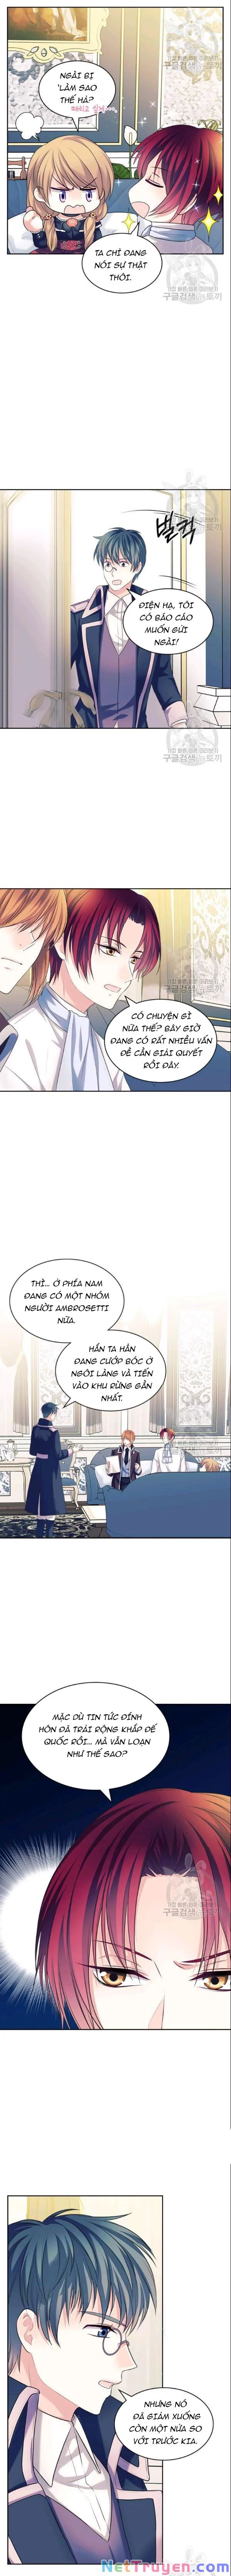 NGÀI BỊ
'LÀM SAO
THẾ HẢ?
TA CHỈ ĐANG
NÓI SỰ THẬT
THÔI.
벌컥
ĐIỆN HẠ, TÔI
CÓ BÁO CÁO
MUỐN GỬI
NGÀI!
CÓ CHUYỆN GÌ
NỮA THẾ? BÂY GIỜ
ĐANG CÓ RẤT NHIỀU VẤN
ĐỀ CẦN GIẢI QUYẾT
RỒI ĐÂY.
THÌ... Ở PHÍA NAM
ĐANG CÓ MỘT NHÓM
NGƯỜI AMBROSETTI
NỮA.
HẮN TA HẲN
ĐANG CƯỚP BÓC Ở
NGÔI LÀNG VÀ TIẾN
VÀO KHU RỪNG GẦN
NHẤT.
MẶC DÙ TIN TỨC ĐÍNH
HÔN ĐÃ TRẢI RỘNG KHẮP ĐẾ
QUỐC RỒI... MÀ VẪN LOẠN
NHƯ THẾ SAO?
NHƯNG NÓ
ĐÃ GIẢM XUỐNG
CÒN MỘT NỬA SO
VỚI TRƯỚC KIA.
NetTruyen.com